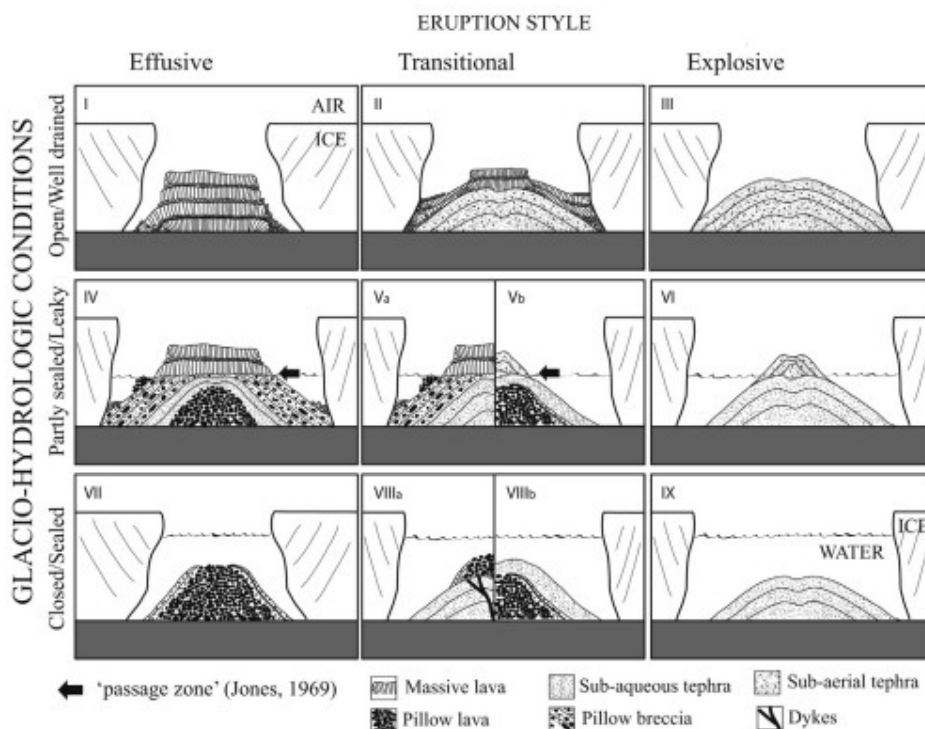 ERUPTION STYLE
Effusive Transitional Explosive
GLACIO-HYDROLOGIC CONDITIONS
Open/Well drained
I AIR II III
ICE
Partly sealed/Leaky
IV Va Vb VI
Closed/Sealed
VII VIIIa VIIIb IX ICE
WATER
'passage zone' (Jones, 1969) Massive lava Sub-aqueous tephra Sub-aerial tephra
Pillow lava Pillow breccia Dykes